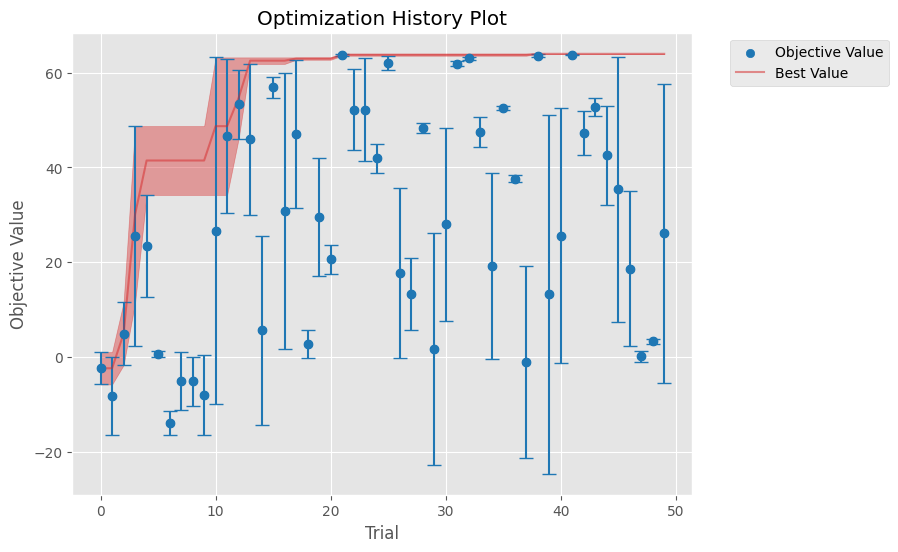 Optimization History Plot
Objective Value
Best Value
Objective Value
60
40
20
0
−20
0 10 20 30 40 50
Trial